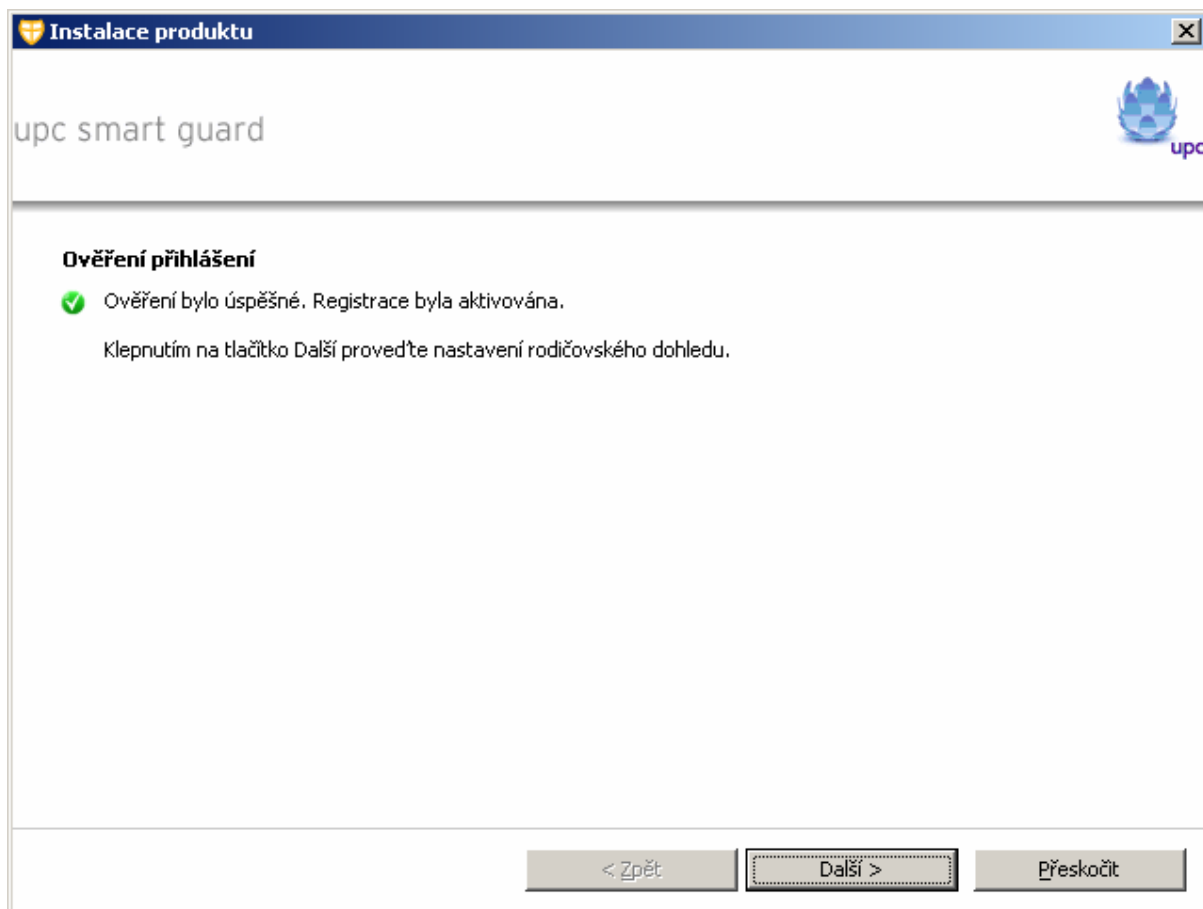 Instalace produktu
upc smart guard
upc
Ověření přihlášení
Ověření bylo úspěšné. Registrace byla aktivována.
Klepnutím na tlačítko Další proveďte nastavení rodičovského dohledu.
< Zpět
Další >
Přeskočit